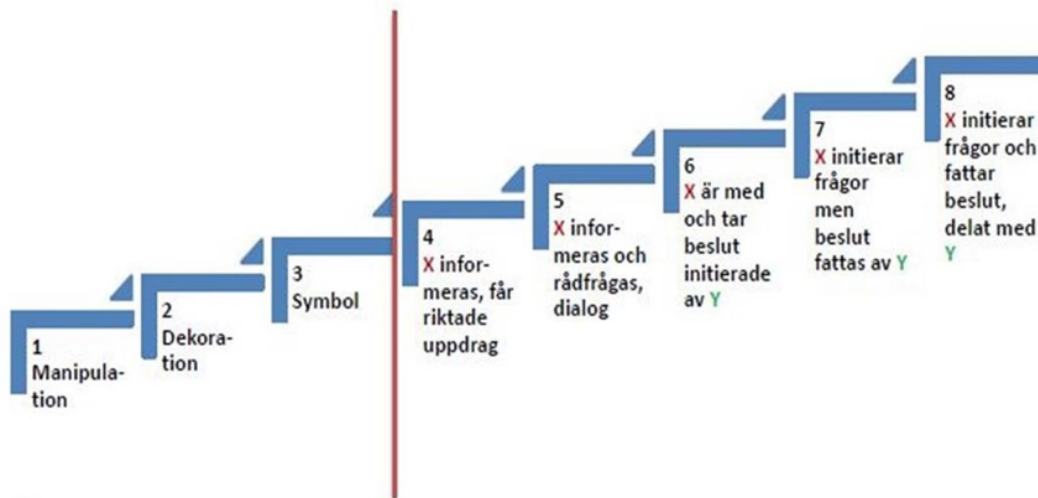 1
Manipula-
tion
2
Dekora-
tion
3
Symbol
4
X infor-
meras, får
riktade
uppdrag
5
X infor-
meras och
rådfrågas,
dialog
6
X är med
och tar
beslut
initierade
av Y
7
X initierar
frågor
men
beslut
fattas av Y
8
X initierar
frågor och
fattar
beslut,
delat med
Y